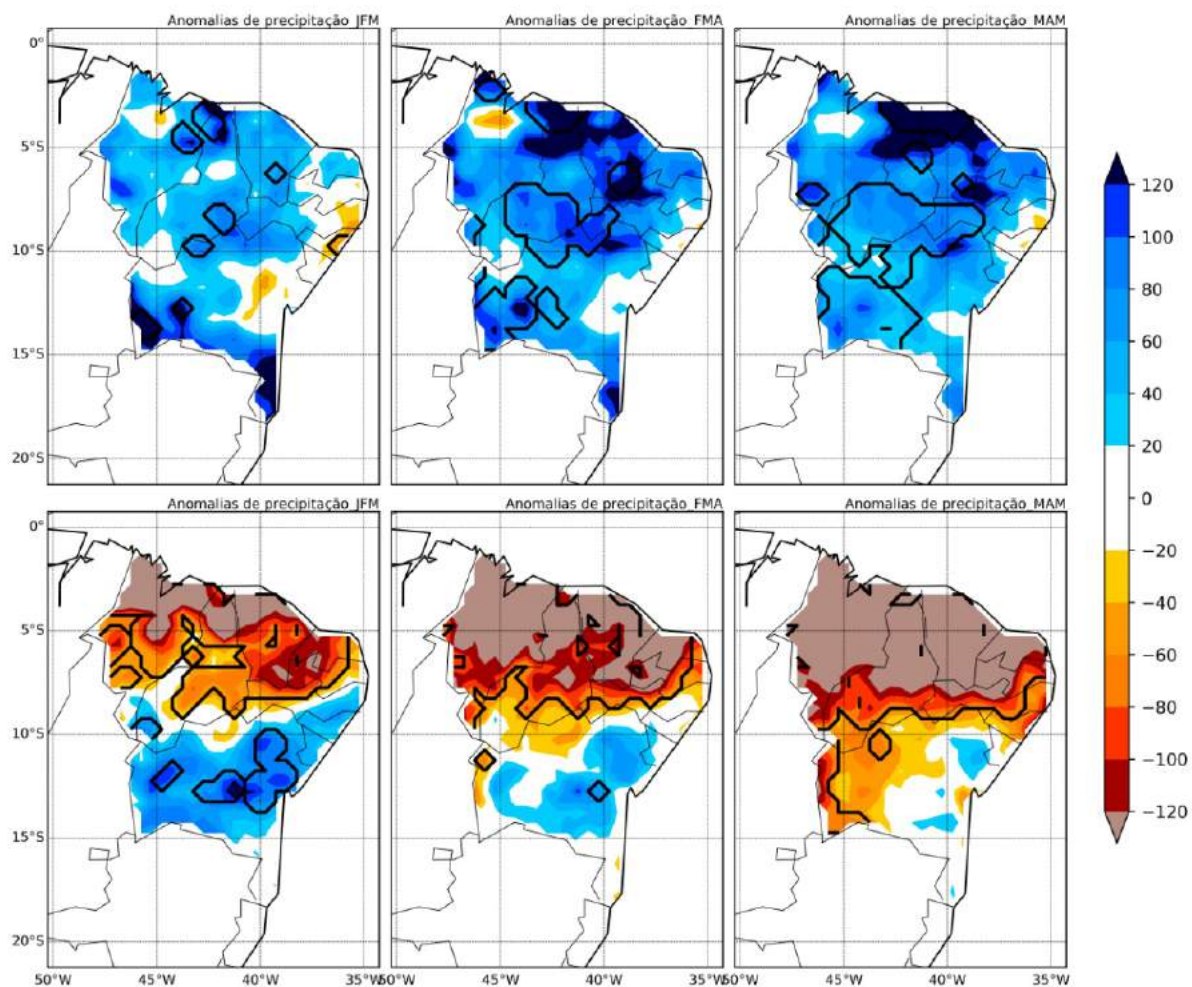 Anomalias de precipitação_JFM
Anomalias de precipitação_FMA
Anomalias de precipitação_MAM
0°
5°S
10°S
15°S
20°S
120
100
80
60
40
20
0
−20
−40
−60
−80
−100
−120
Anomalias de precipitação_JFM
Anomalias de precipitação_FMA
Anomalias de precipitação_MAM
0°
5°S
10°S
15°S
20°S
50°W 45°W 40°W 35°W
45°W 40°W 35°W
45°W 40°W 35°W